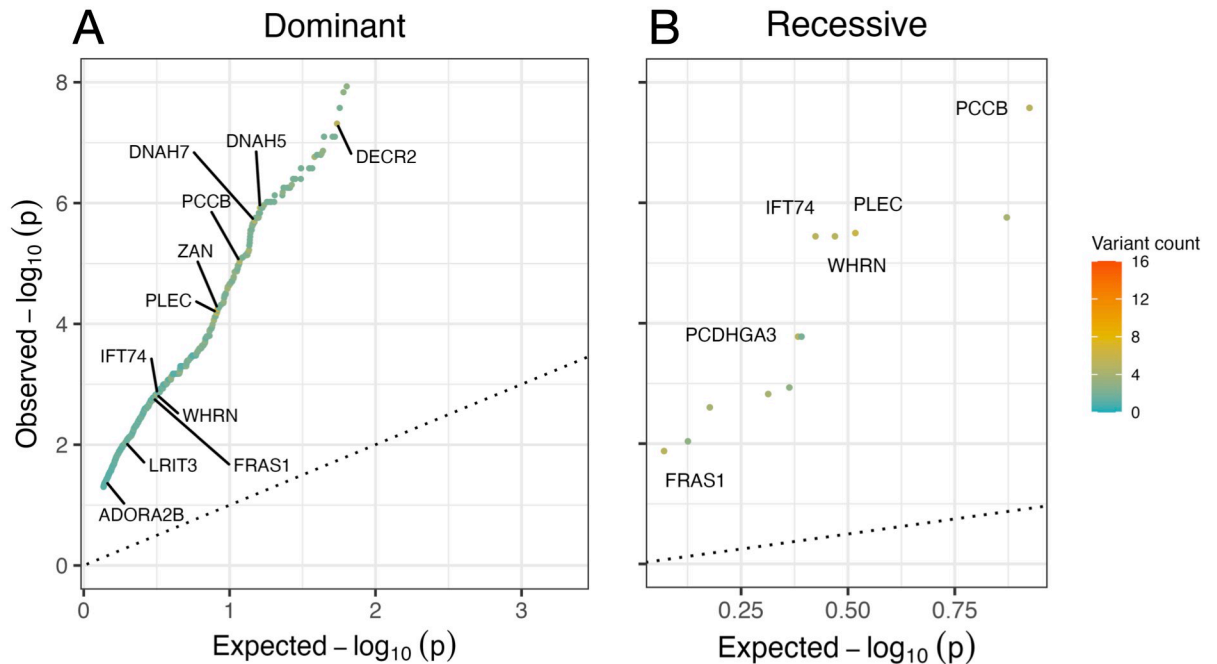 A
Dominant
Observed − log10 (p)
8
6
4
2
0
DNAH5
DNAH7
DECR2
PCCB
ZAN
PLEC
IFT74
WHRN
LRIT3
FRAS1
ADORA2B
0 1 2 3
Expected − log10 (p)
B
Recessive
PCCB
IFT74
PLEC
WHRN
PCDHGA3
FRAS1
0.25 0.50 0.75
Expected − log10 (p)
Variant count
16
12
8
4
0